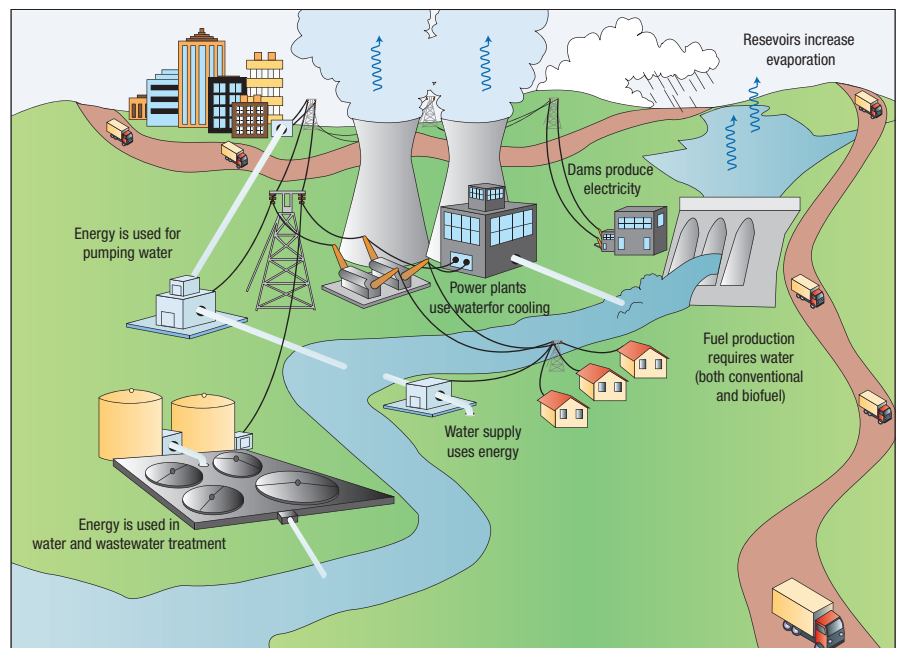 Resevoirs increase
evaporation
Dams produce
electricity
Energy is used for
pumping water
Power plants
use waterfor cooling
Fuel production
requires water
(both conventional
and biofuel)
Water supply
uses energy
Energy is used in
water and wastewater treatment